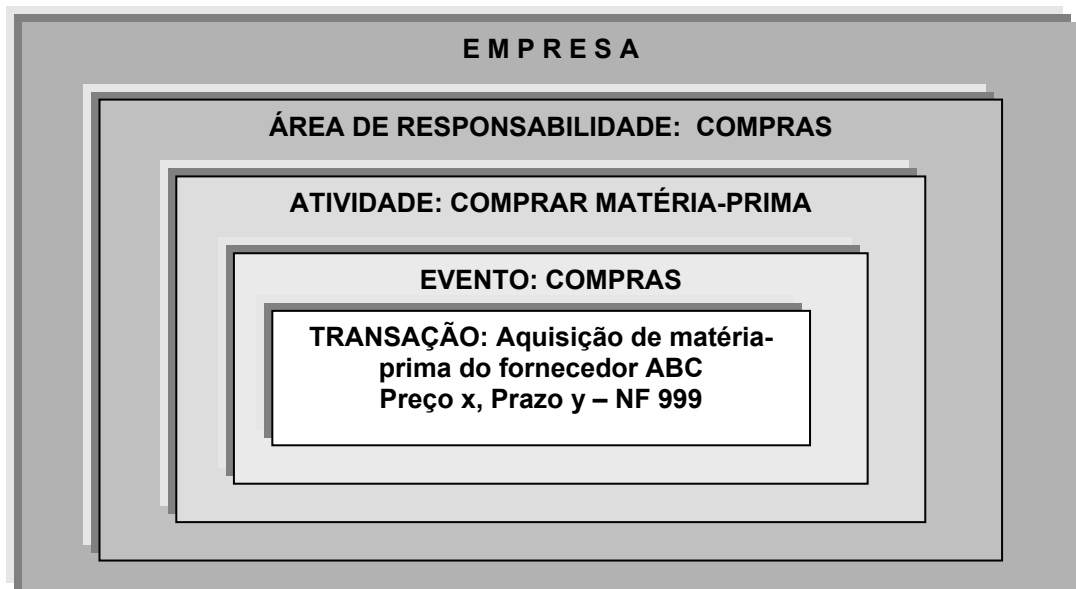 E M P R E S A
ÁREA DE RESPONSABILIDADE: COMPRAS
ATIVIDADE: COMPRAR MATÉRIA-PRIMA
EVENTO: COMPRAS
TRANSAÇÃO: Aquisição de matéria-
prima do fornecedor ABC
Preço x, Prazo y – NF 999